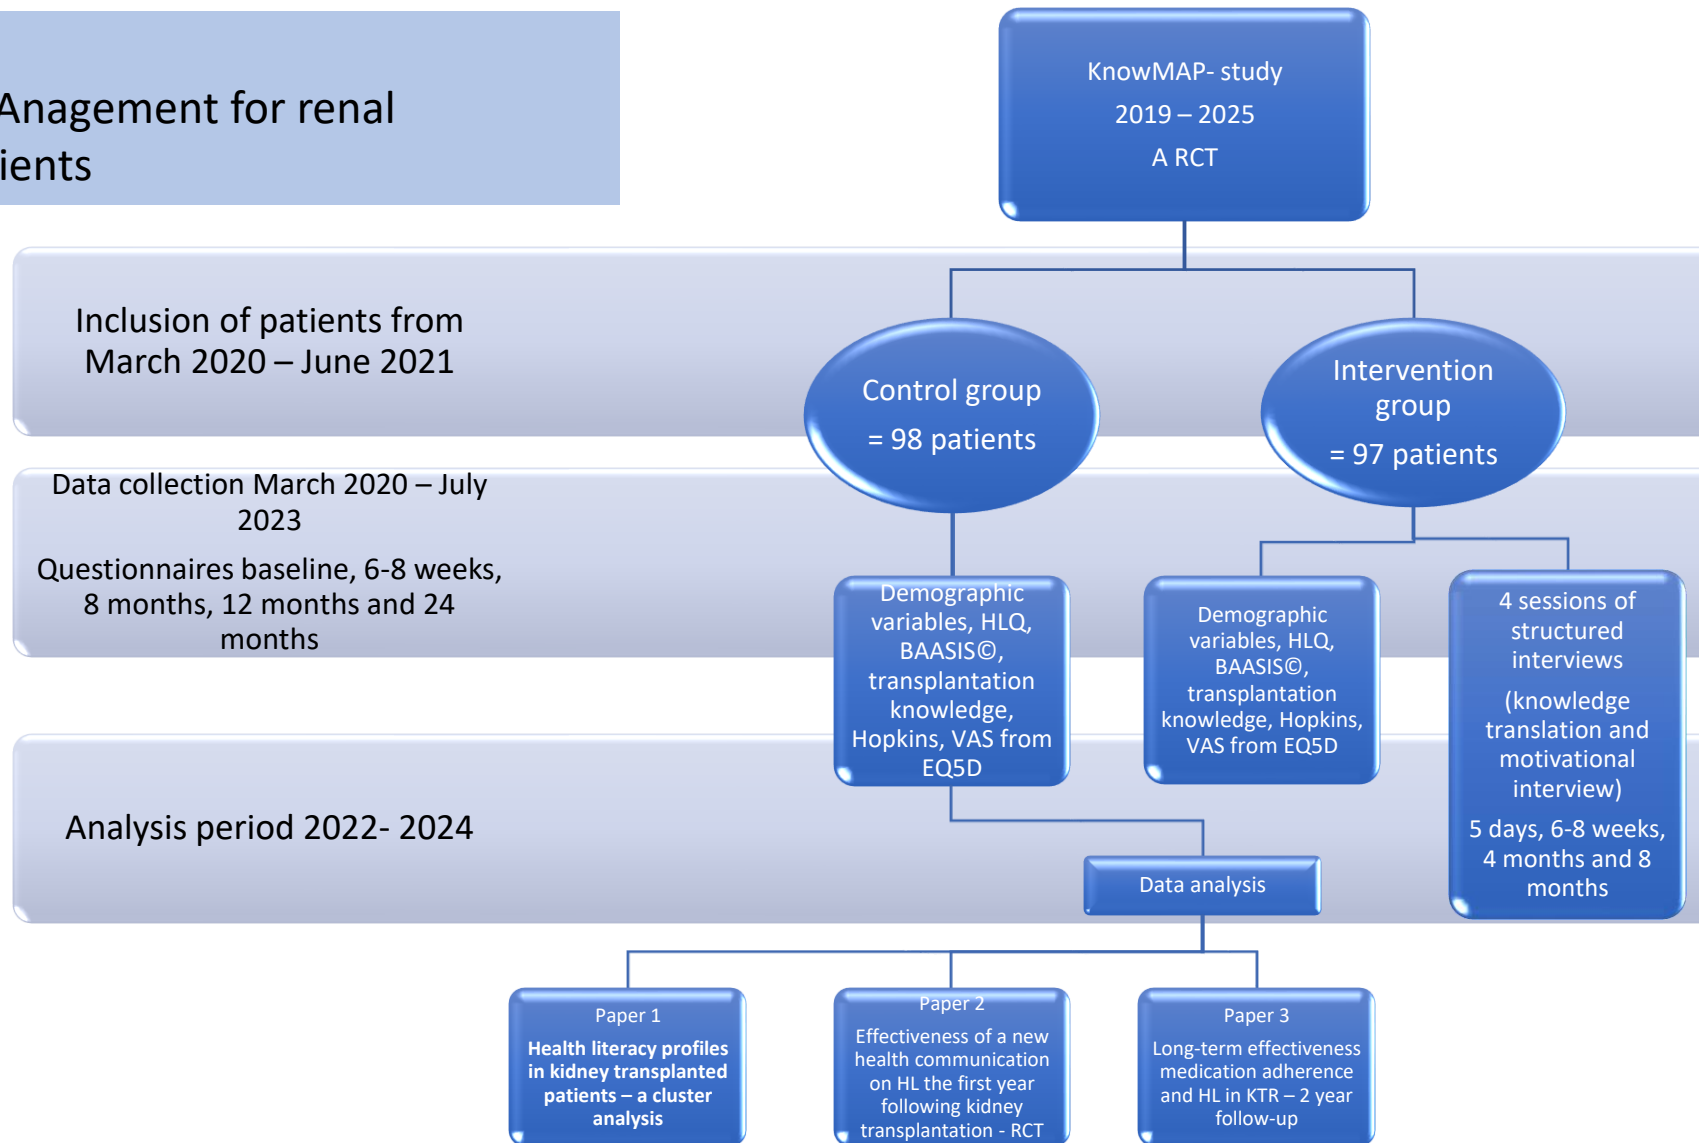 Anagement for renal
ients
KnowMAP- study
2019 – 2025
A RCT
Inclusion of patients from
March 2020 – June 2021
Control group
= 98 patients
Intervention
group
= 97 patients
Data collection March 2020 – July
2023
Questionnaires baseline, 6-8 weeks,
8 months, 12 months and 24
months
Demographic
variables, HLQ,
BAASIS©,
transplantation
knowledge,
Hopkins, VAS from
EQ5D
Demographic
variables, HLQ,
BAASIS©,
transplantation
knowledge, Hopkins,
VAS from EQ5D
4 sessions of
structured
interviews
(knowledge
translation and
motivational
interview)
5 days, 6-8 weeks,
4 months and 8
months
Analysis period 2022- 2024
Data analysis
Paper 1
Health literacy profiles
in kidney transplanted
patients – a cluster
analysis
Paper 2
Effectiveness of a new
health communication
on HL the first year
following kidney
transplantation - RCT
Paper 3
Long-term effectiveness
medication adherence
and HL in KTR – 2 year
follow-up